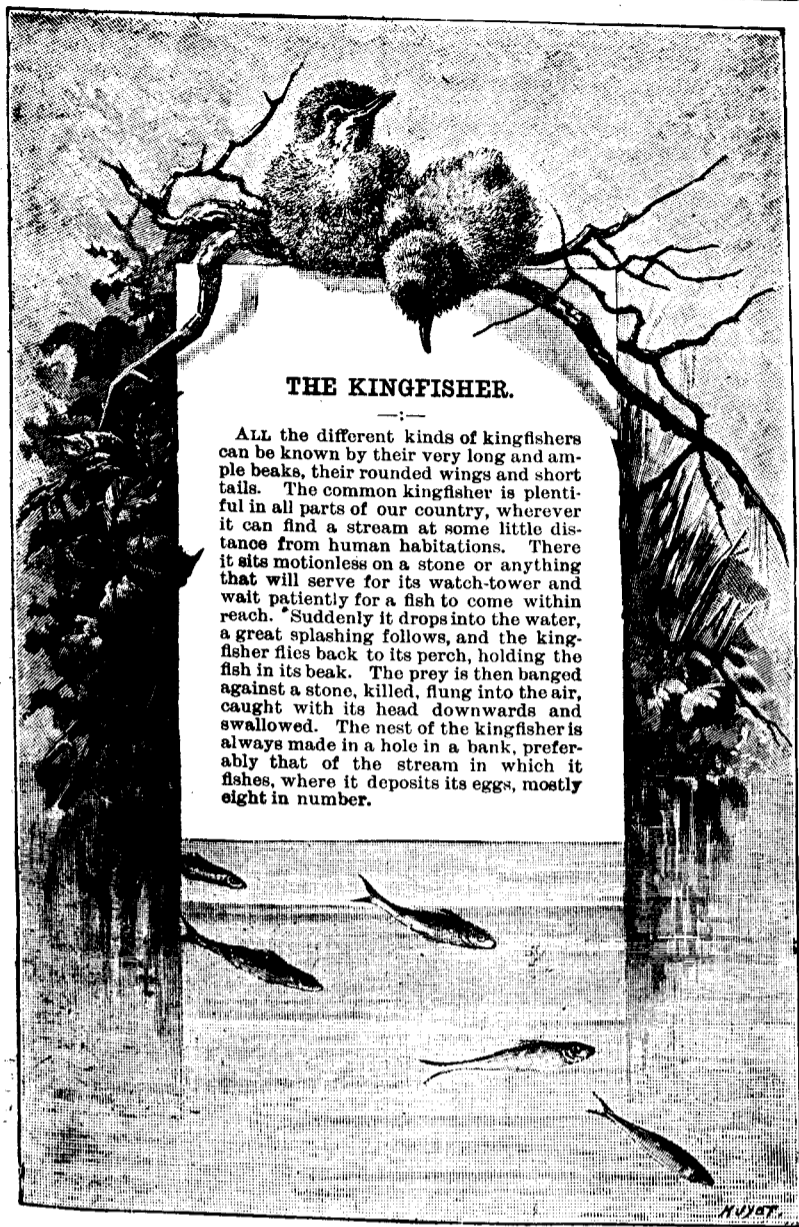 THE KINGFISHER.
—:—
ALL the different kinds of kingfishers
can be known by their very long and am-
ple beaks, their rounded wings and short
tails. The common kingfisher is plenti-
ful in all parts of our country, wherever
it can find a stream at some little dis-
tance from human habitations. There
it sits motionless on a stone or anything
that will serve for its watch-tower and
wait patiently for a fish to come within
reach. Suddenly it drops into the water,
a great splashing follows, and the king-
fisher flies back to its perch, holding the
fish in its beak. The prey is then banged
against a stone, killed, flung into the air,
caught with its head downwards and
swallowed. The nest of the kingfisher is
always made in a hole in a bank, prefer-
ably that of the stream in which it
fishes, where it deposits its eggs, mostly
eight in number.